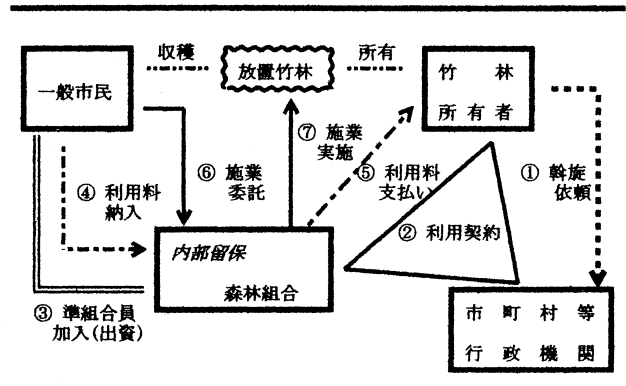 収穫
所有
一般市民
放置竹林
竹林
所有者
⑦ 施業
実施
① 斡旋
依頼
④ 利用料
納入
⑥ 施業
委託
⑤ 利用料
支払い
② 利用契約
内部留保
森林組合
③ 準組合員
加入(出資)
市町村等
行政機関